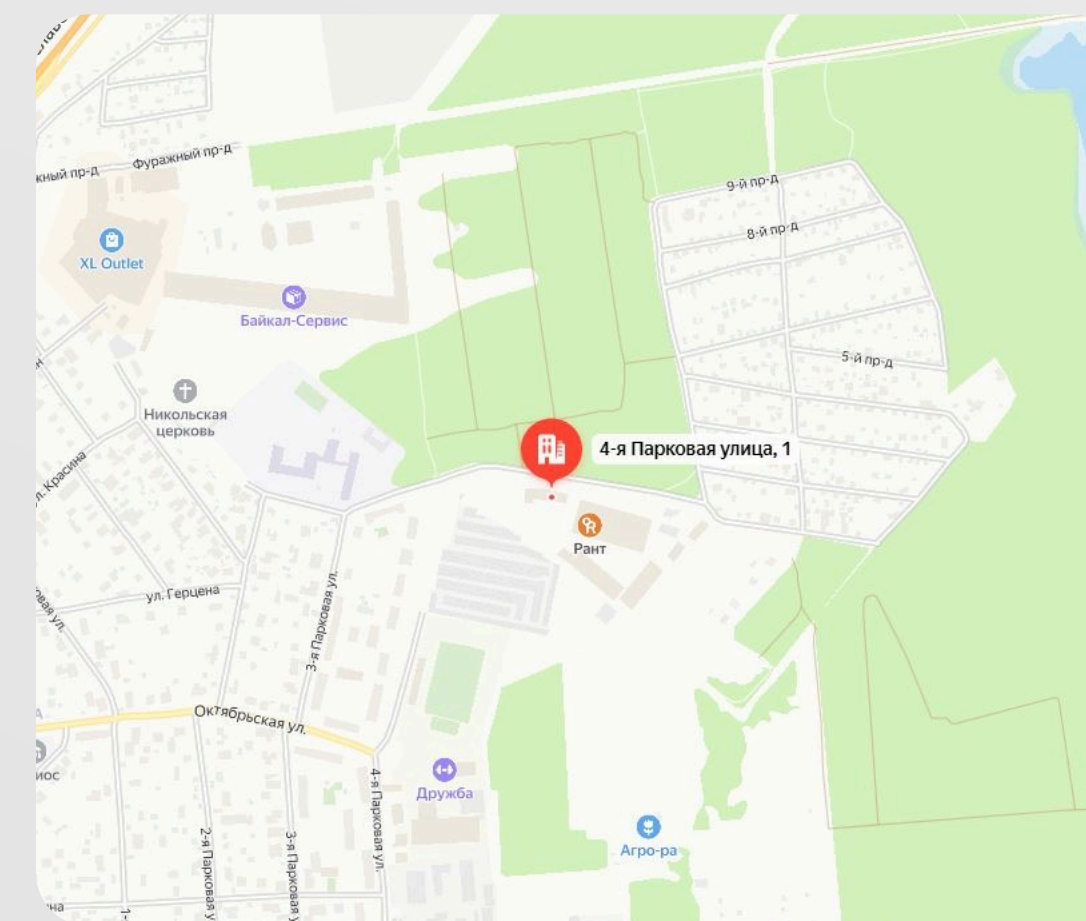 Фуражный пр-д
XL Outlet
Байкал-Сервис
9-й пр-д
8-й пр-д
5-й пр-д
Никольская
церковь
4-я Парковая улица, 1
Рант
ул. Красина
ул. Герцена
3-я Парковая ул.
Октябрьская ул.
Дружба
4-я Парковая ул.
2-я Парковая у
3-я Парковая у
Агро-ра